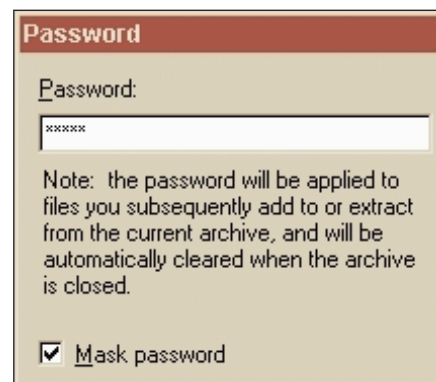 Password
Password:
*****
Note:  the password will be applied to
files you subsequently add to or extract
from the current archive, and will be
automatically cleared when the archive
is closed.
Mask password